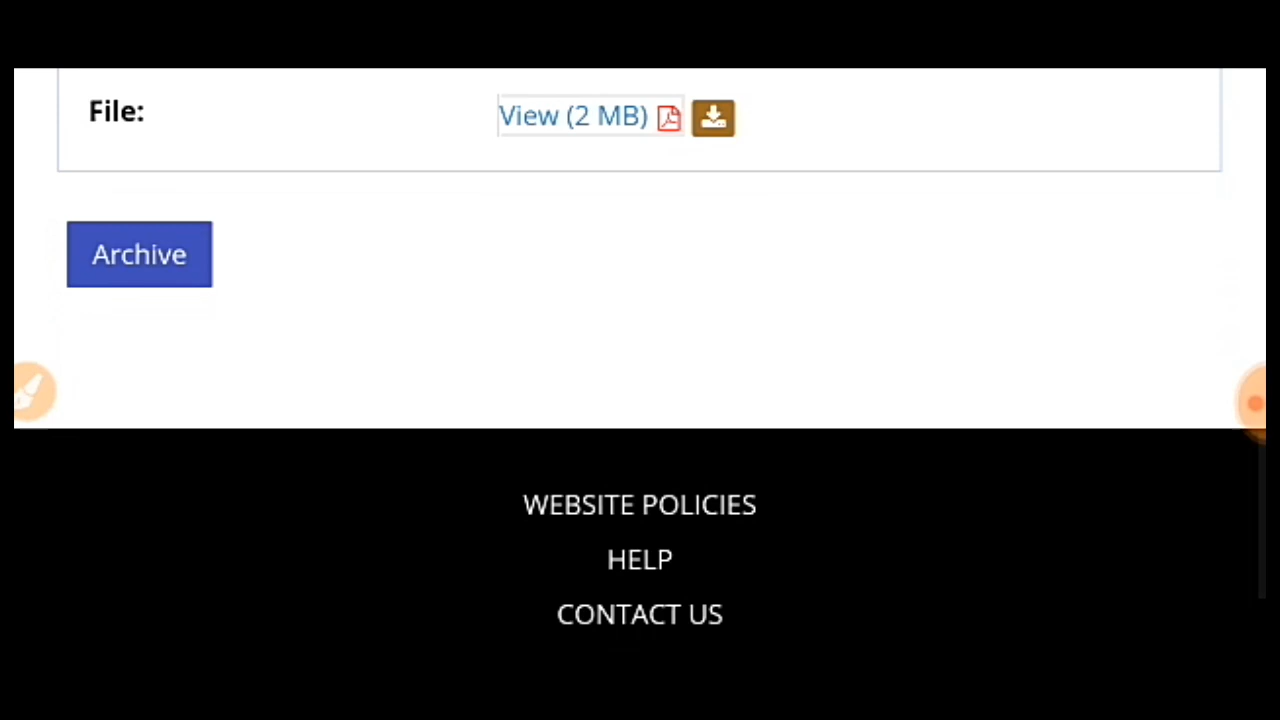 File: View (2 MB)
Archive
WEBSITE POLICIES
HELP
CONTACT US